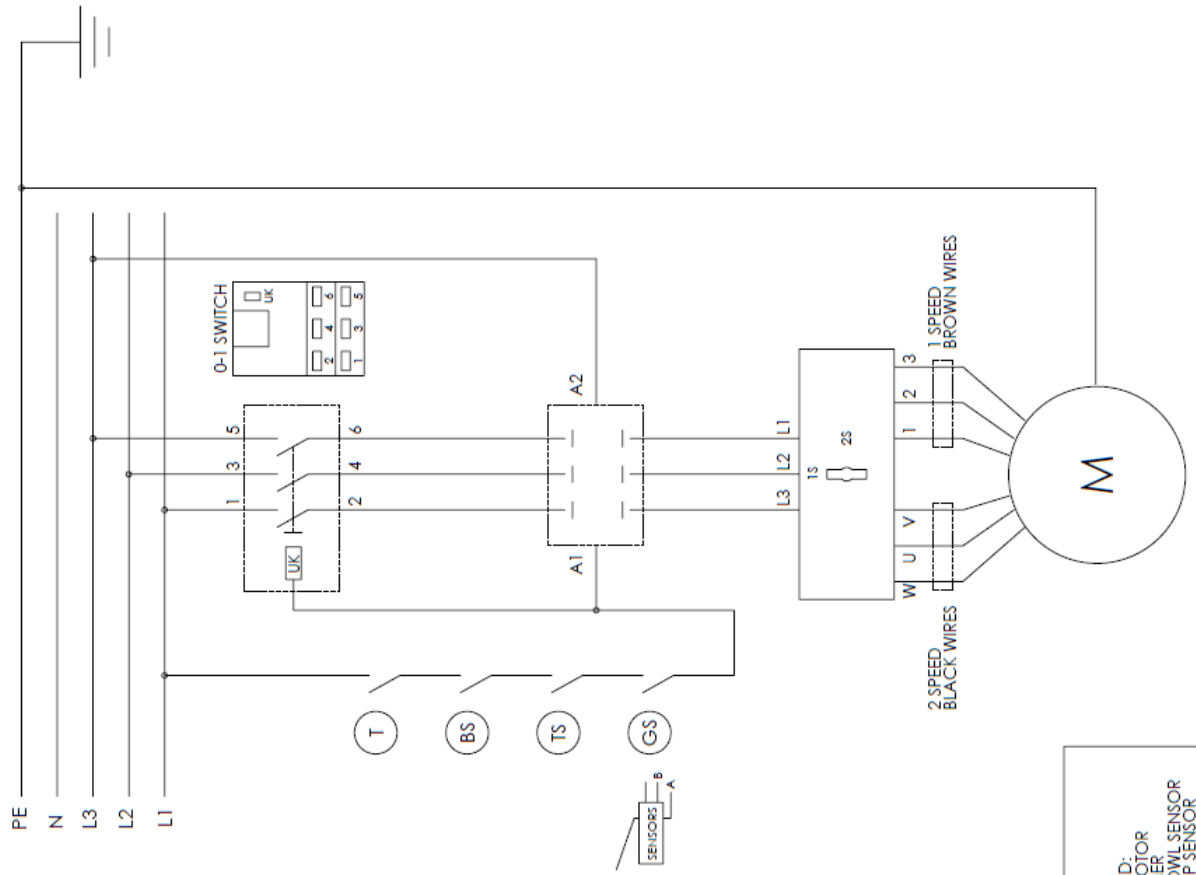 PE
N
L3
L2
L1
0-1 SWITCH
UK
2 4 6
1 3 5
1 3 5
UK
2 4 6
T
BS
TS
GS
SENSORS
B
A
A1
A2
L3 L2 L1
1S
2S
W U V
1 2 3
2 SPEED
BLACK WIRES
1 SPEED
BROWN WIRES
M
D:
OTOR
ER
OWL SENSOR
P SENSOR